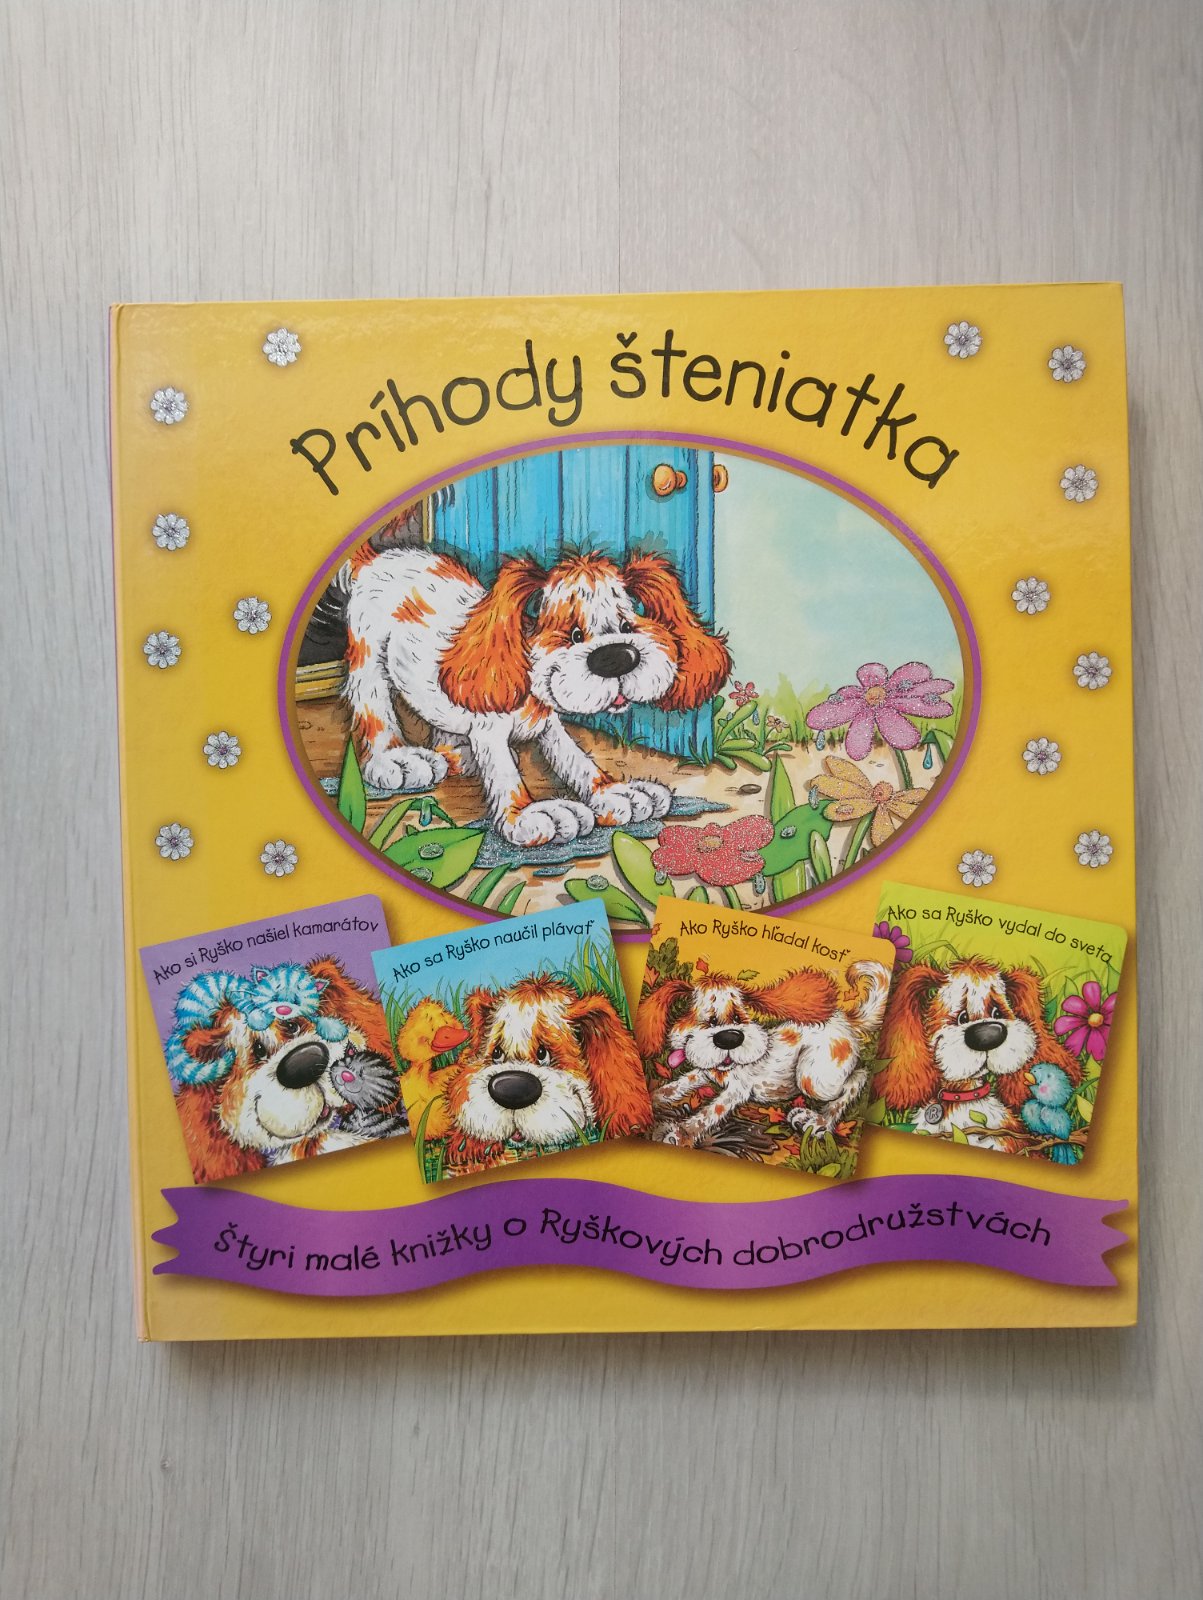 Príhody šteniatka
Ako si Ryško našiel kamarátov
Ako sa Ryško naučil plávať
Ako Ryško hľadal kosť
Ako sa Ryško vydal do sveta
Štyri malé knižky o Ryškových dobrodružstvách